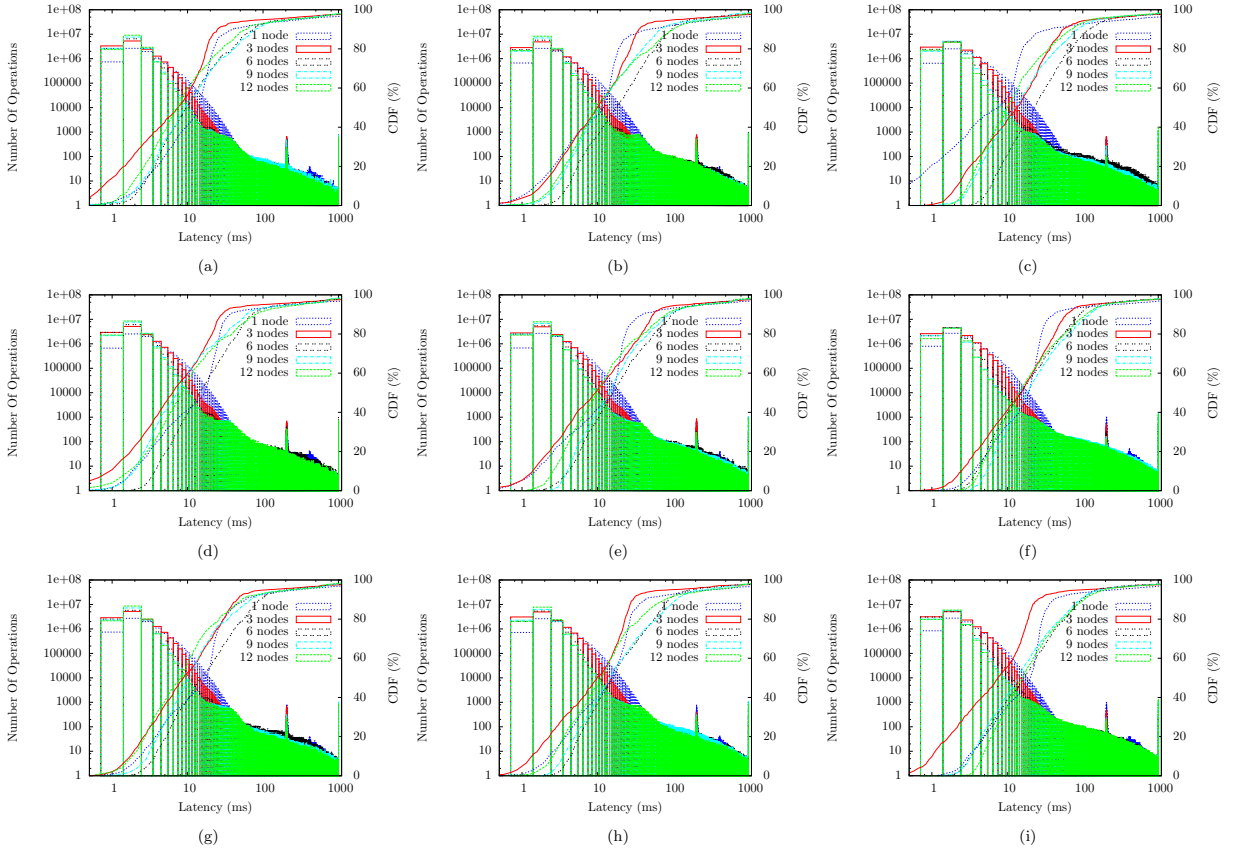 1e+08
1e+07
1e+06
100000
10000
1000
100
10
1
Number Of Operations
1 node
3 nodes
6 nodes
9 nodes
12 nodes
100
80
60
40
20
0
CDF (%)
1
10
100
1000
Latency (ms)
(a)
1e+08
1e+07
1e+06
100000
10000
1000
100
10
1
Number Of Operations
1 node
3 nodes
6 nodes
9 nodes
12 nodes
100
80
60
40
20
0
CDF (%)
1
10
100
1000
Latency (ms)
(b)
1e+08
1e+07
1e+06
100000
10000
1000
100
10
1
Number Of Operations
1 node
3 nodes
6 nodes
9 nodes
12 nodes
100
80
60
40
20
0
CDF (%)
1
10
100
1000
Latency (ms)
(c)
1e+08
1e+07
1e+06
100000
10000
1000
100
10
1
Number Of Operations
1 node
3 nodes
6 nodes
9 nodes
12 nodes
100
80
60
40
20
0
CDF (%)
1
10
100
1000
Latency (ms)
(d)
1e+08
1e+07
1e+06
100000
10000
1000
100
10
1
Number Of Operations
1 node
3 nodes
6 nodes
9 nodes
12 nodes
100
80
60
40
20
0
CDF (%)
1
10
100
1000
Latency (ms)
(e)
1e+08
1e+07
1e+06
100000
10000
1000
100
10
1
Number Of Operations
1 node
3 nodes
6 nodes
9 nodes
12 nodes
100
80
60
40
20
0
CDF (%)
1
10
100
1000
Latency (ms)
(f)
1e+08
1e+07
1e+06
100000
10000
1000
100
10
1
Number Of Operations
1 node
3 nodes
6 nodes
9 nodes
12 nodes
100
80
60
40
20
0
CDF (%)
1
10
100
1000
Latency (ms)
(g)
1e+08
1e+07
1e+06
100000
10000
1000
100
10
1
Number Of Operations
1 node
3 nodes
6 nodes
9 nodes
12 nodes
100
80
60
40
20
0
CDF (%)
1
10
100
1000
Latency (ms)
(h)
1e+08
1e+07
1e+06
100000
10000
1000
100
10
1
Number Of Operations
1 node
3 nodes
6 nodes
9 nodes
12 nodes
100
80
60
40
20
0
CDF (%)
1
10
100
1000
Latency (ms)
(i)